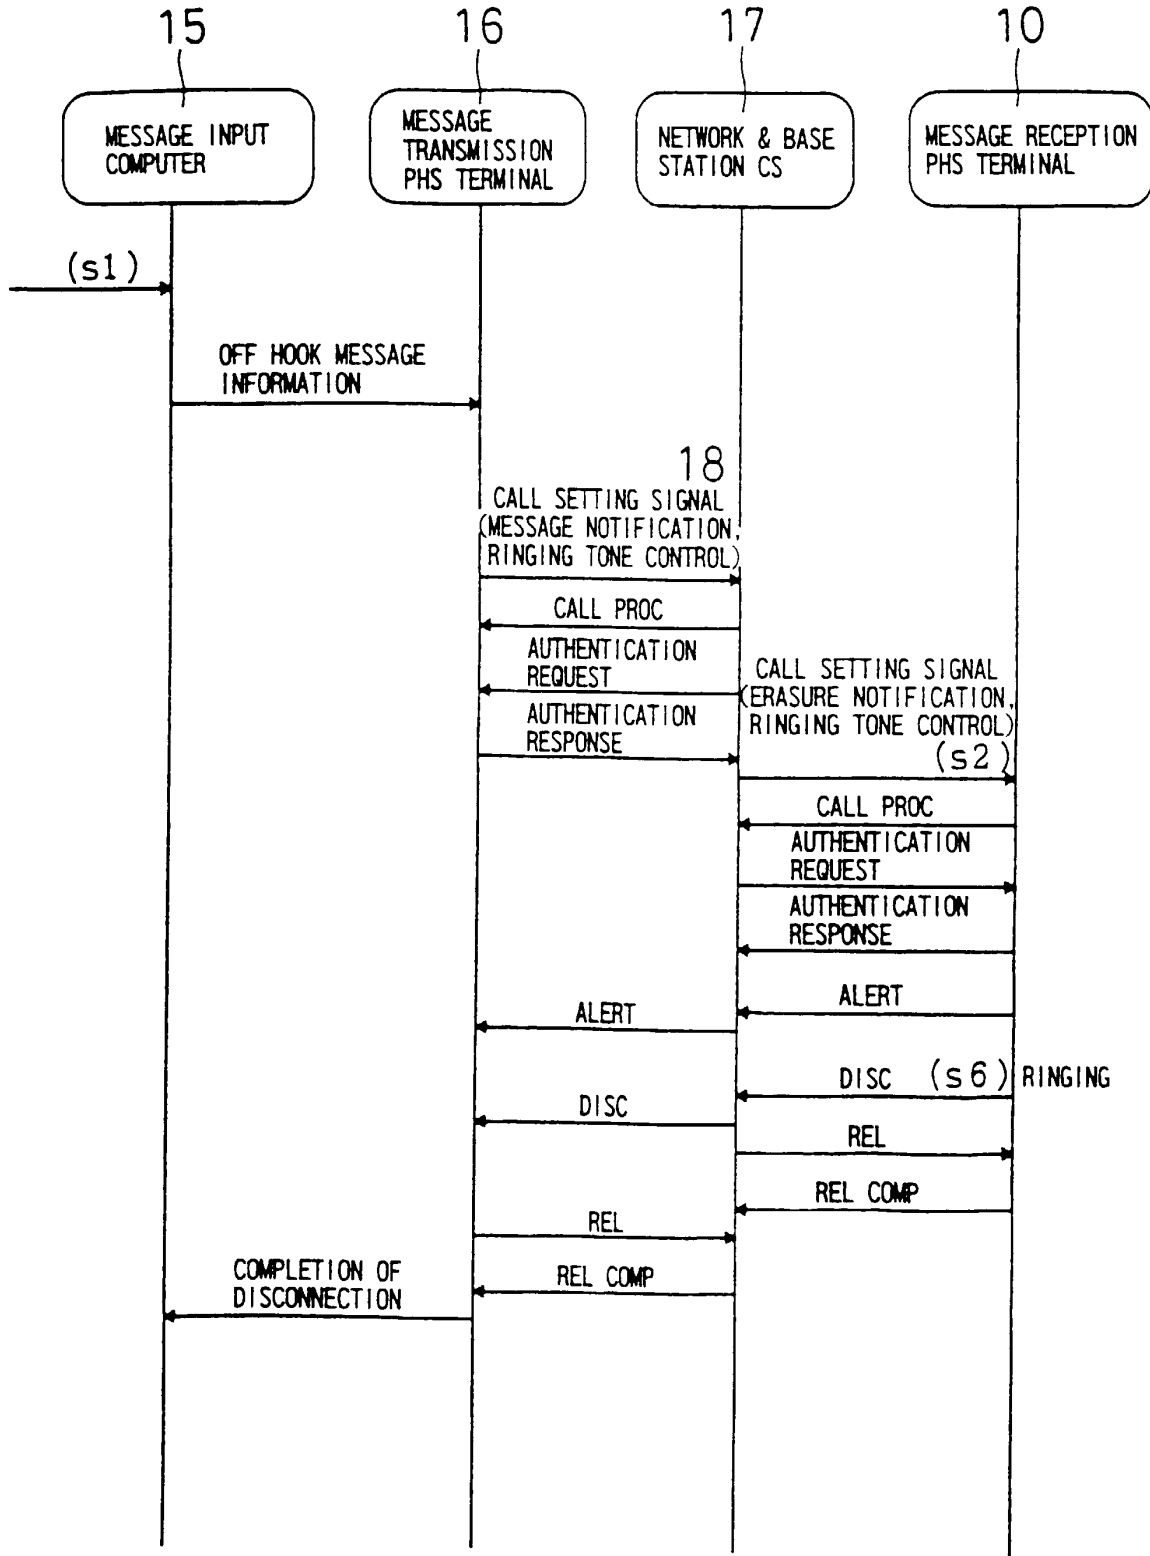 15
16
17
10
MESSAGE INPUT
COMPUTER
MESSAGE
TRANSMISSION
PHS TERMINAL
NETWORK & BASE
STATION CS
MESSAGE RECEPTION
PHS TERMINAL
(s1)
OFF HOOK MESSAGE
INFORMATION
18
CALL SETTING SIGNAL
(MESSAGE NOTIFICATION,
RINGING TONE CONTROL)
CALL PROC
AUTHENTICATION
REQUEST
AUTHENTICATION
RESPONSE
CALL SETTING SIGNAL
(ERASURE NOTIFICATION,
RINGING TONE CONTROL)
(s2)
CALL PROC
AUTHENTICATION
REQUEST
AUTHENTICATION
RESPONSE
ALERT
ALERT
DISC (s6) RINGING
DISC
REL
REL COMP
REL
REL COMP
COMPLETION OF
DISCONNECTION